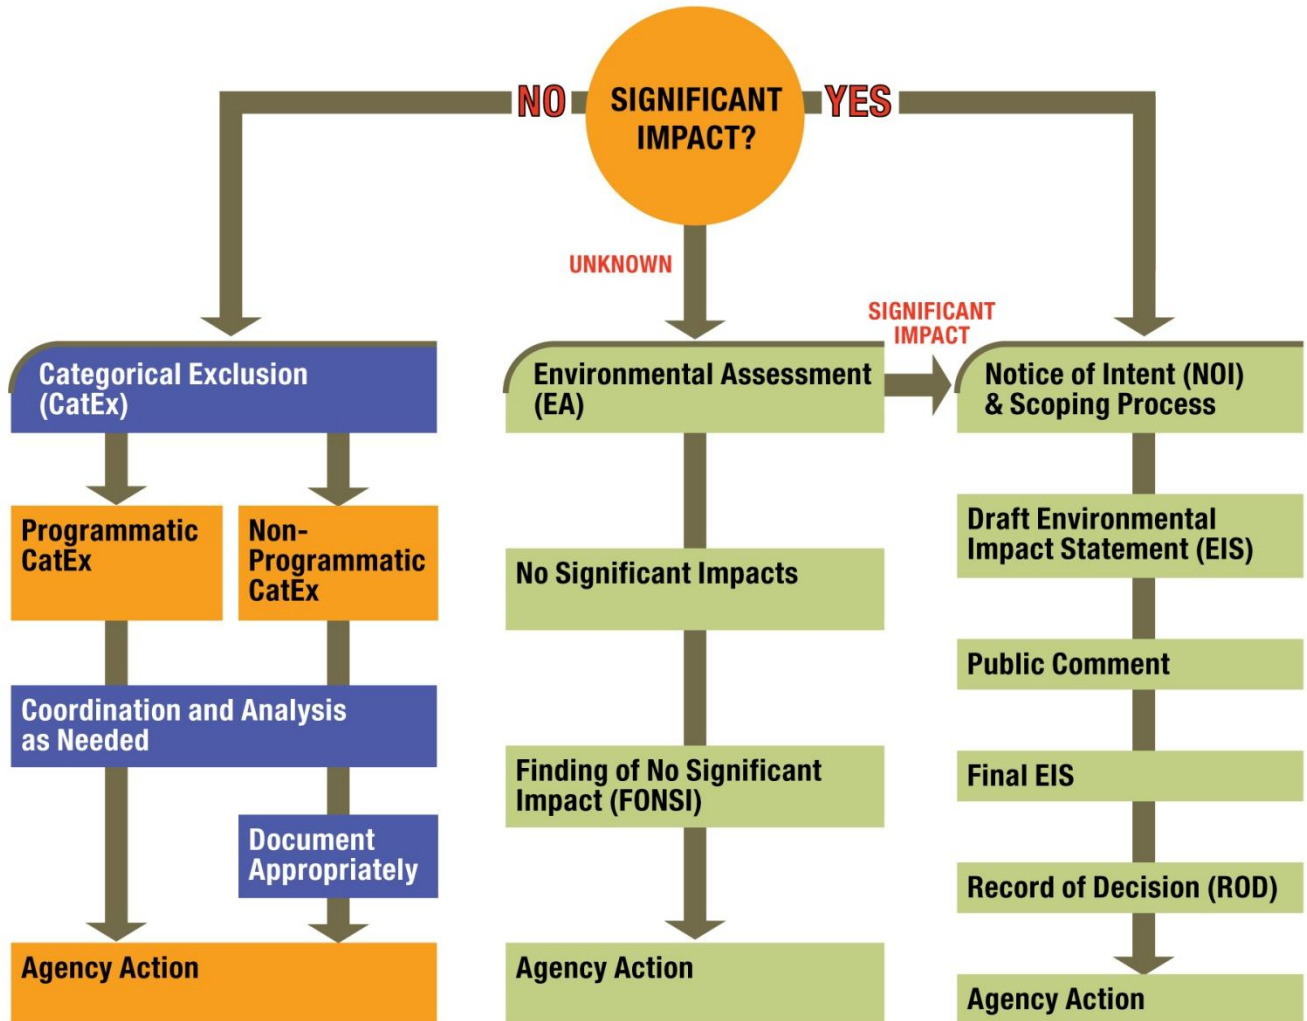 SIGNIFICANT
IMPACT?
NO
YES
UNKNOWN
SIGNIFICANT
IMPACT
Categorical Exclusion
(CatEx)
Programmatic
CatEx
Non-
Programmatic
CatEx
Coordination and Analysis
as Needed
Document
Appropriately
Agency Action
Environmental Assessment
(EA)
No Significant Impacts
Finding of No Significant
Impact (FONSI)
Agency Action
Notice of Intent (NOI)
& Scoping Process
Draft Environmental
Impact Statement (EIS)
Public Comment
Final EIS
Record of Decision (ROD)
Agency Action